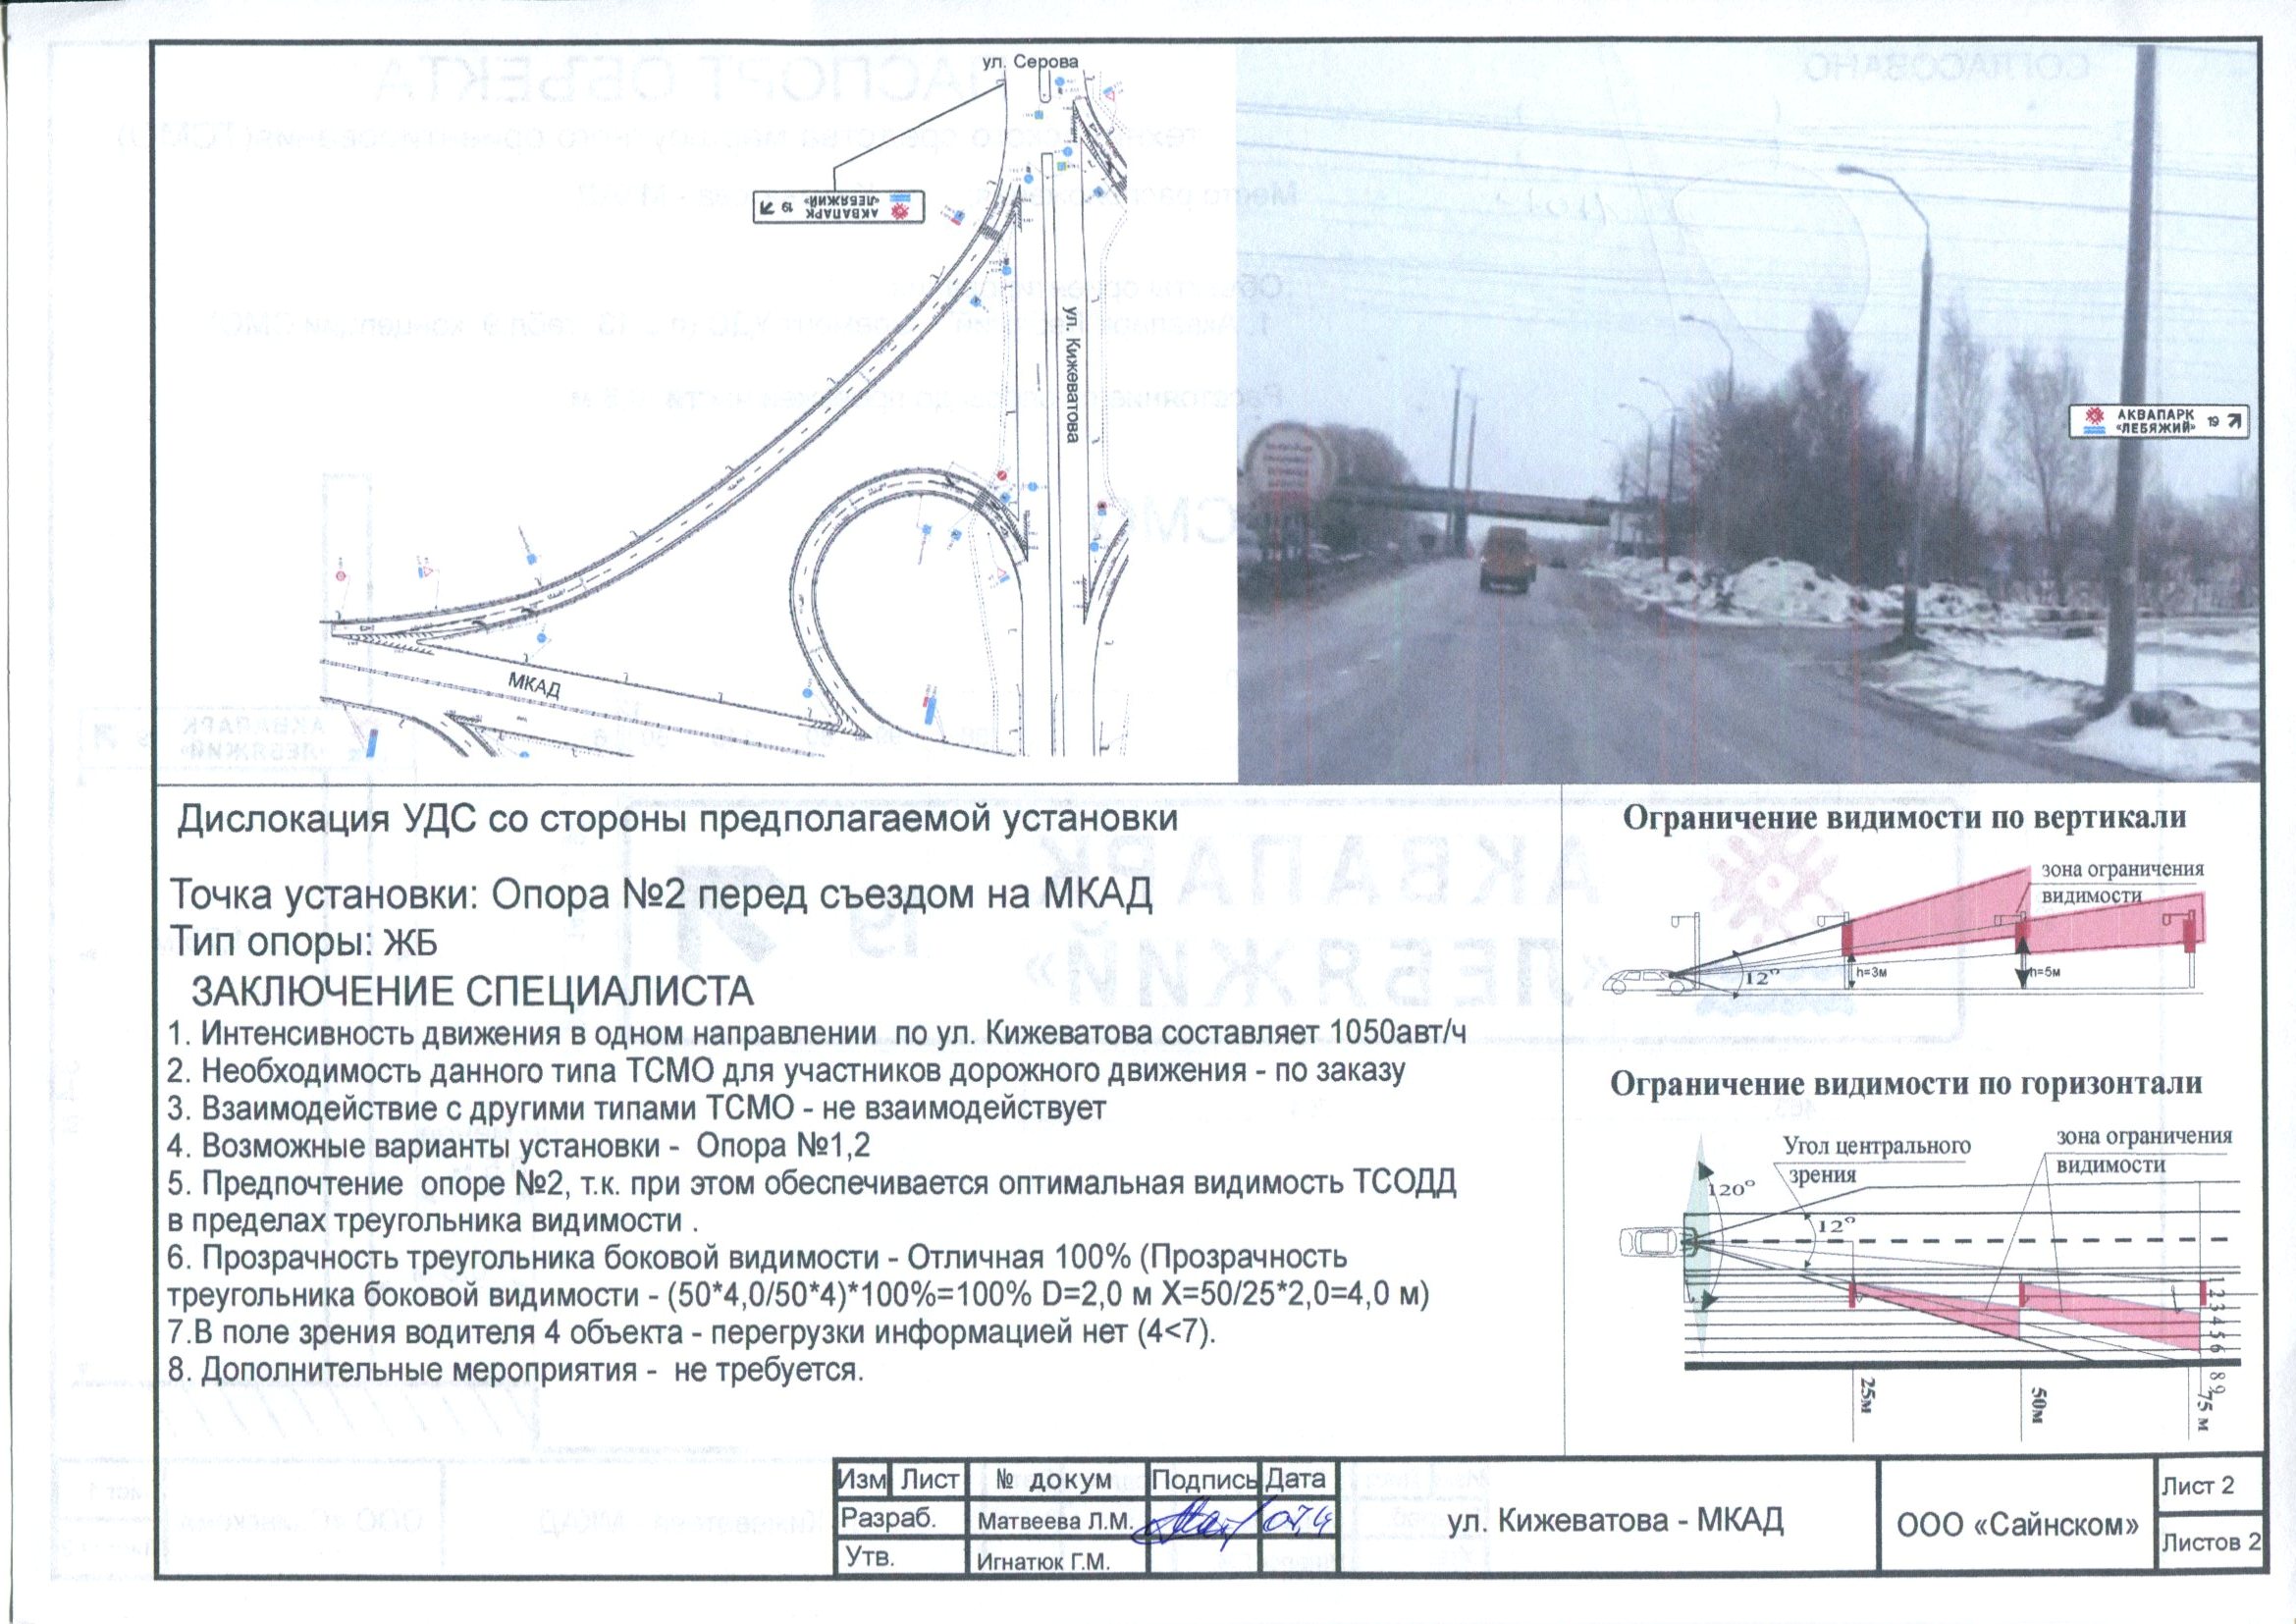 ул. Серова
АКВАПАРК
«ЛЕБЯЖИЙ» 19
ул. Кижеватова
МКАД
АКВАПАРК
«ЛЕБЯЖИЙ» 19
Дислокация УДС со стороны предполагаемой установки
Точка установки: Опора №2 перед съездом на МКАД
Тип опоры: ЖБ
ЗАКЛЮЧЕНИЕ СПЕЦИАЛИСТА
1. Интенсивность движения в одном направлении по ул. Кижеватова составляет 1050авт/ч
2. Необходимость данного типа ТСМО для участников дорожного движения - по заказу
3. Взаимодействие с другими типами ТСМО - не взаимодействует
4. Возможные варианты установки - Опора №1,2
5. Предпочтение опоре №2, т.к. при этом обеспечивается оптимальная видимость ТСОДД
в пределах треугольника видимости .
6. Прозрачность треугольника боковой видимости - Отличная 100% (Прозрачность
треугольника боковой видимости - (50*4,0/50*4)*100%=100% D=2,0 м X=50/25*2,0=4,0 м)
7.В поле зрения водителя 4 объекта - перегрузки информацией нет (4<7).
8. Дополнительные мероприятия - не требуется.
Ограничение видимости по вертикали
зона ограничения
видимости
12°
h=3м
h=5м
Ограничение видимости по горизонтали
Угол центрального
зрения
зона ограничения
видимости
120°
12°
1 2 3 4 5 6
8 9
25м
50м
75 м
Изм Лист № докум Подпись Дата
Разраб. Матвеева Л.М.
Утв. Игнатюк Г.М.
ул. Кижеватова - МКАД
ООО «Сайнском»
Лист 2
Листов 2